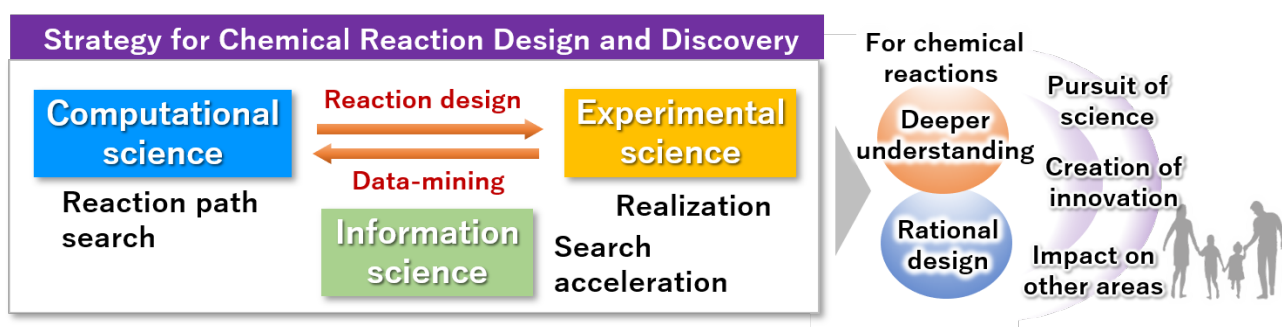 Strategy for Chemical Reaction Design and Discovery
Computational
science
Reaction path
search
Reaction design
Data-mining
Experimental
science
Realization
Information
science
Search
acceleration
For chemical
reactions
Deeper
understanding
Rational
design
Pursuit of
science
Creation of
innovation
Impact on
other areas